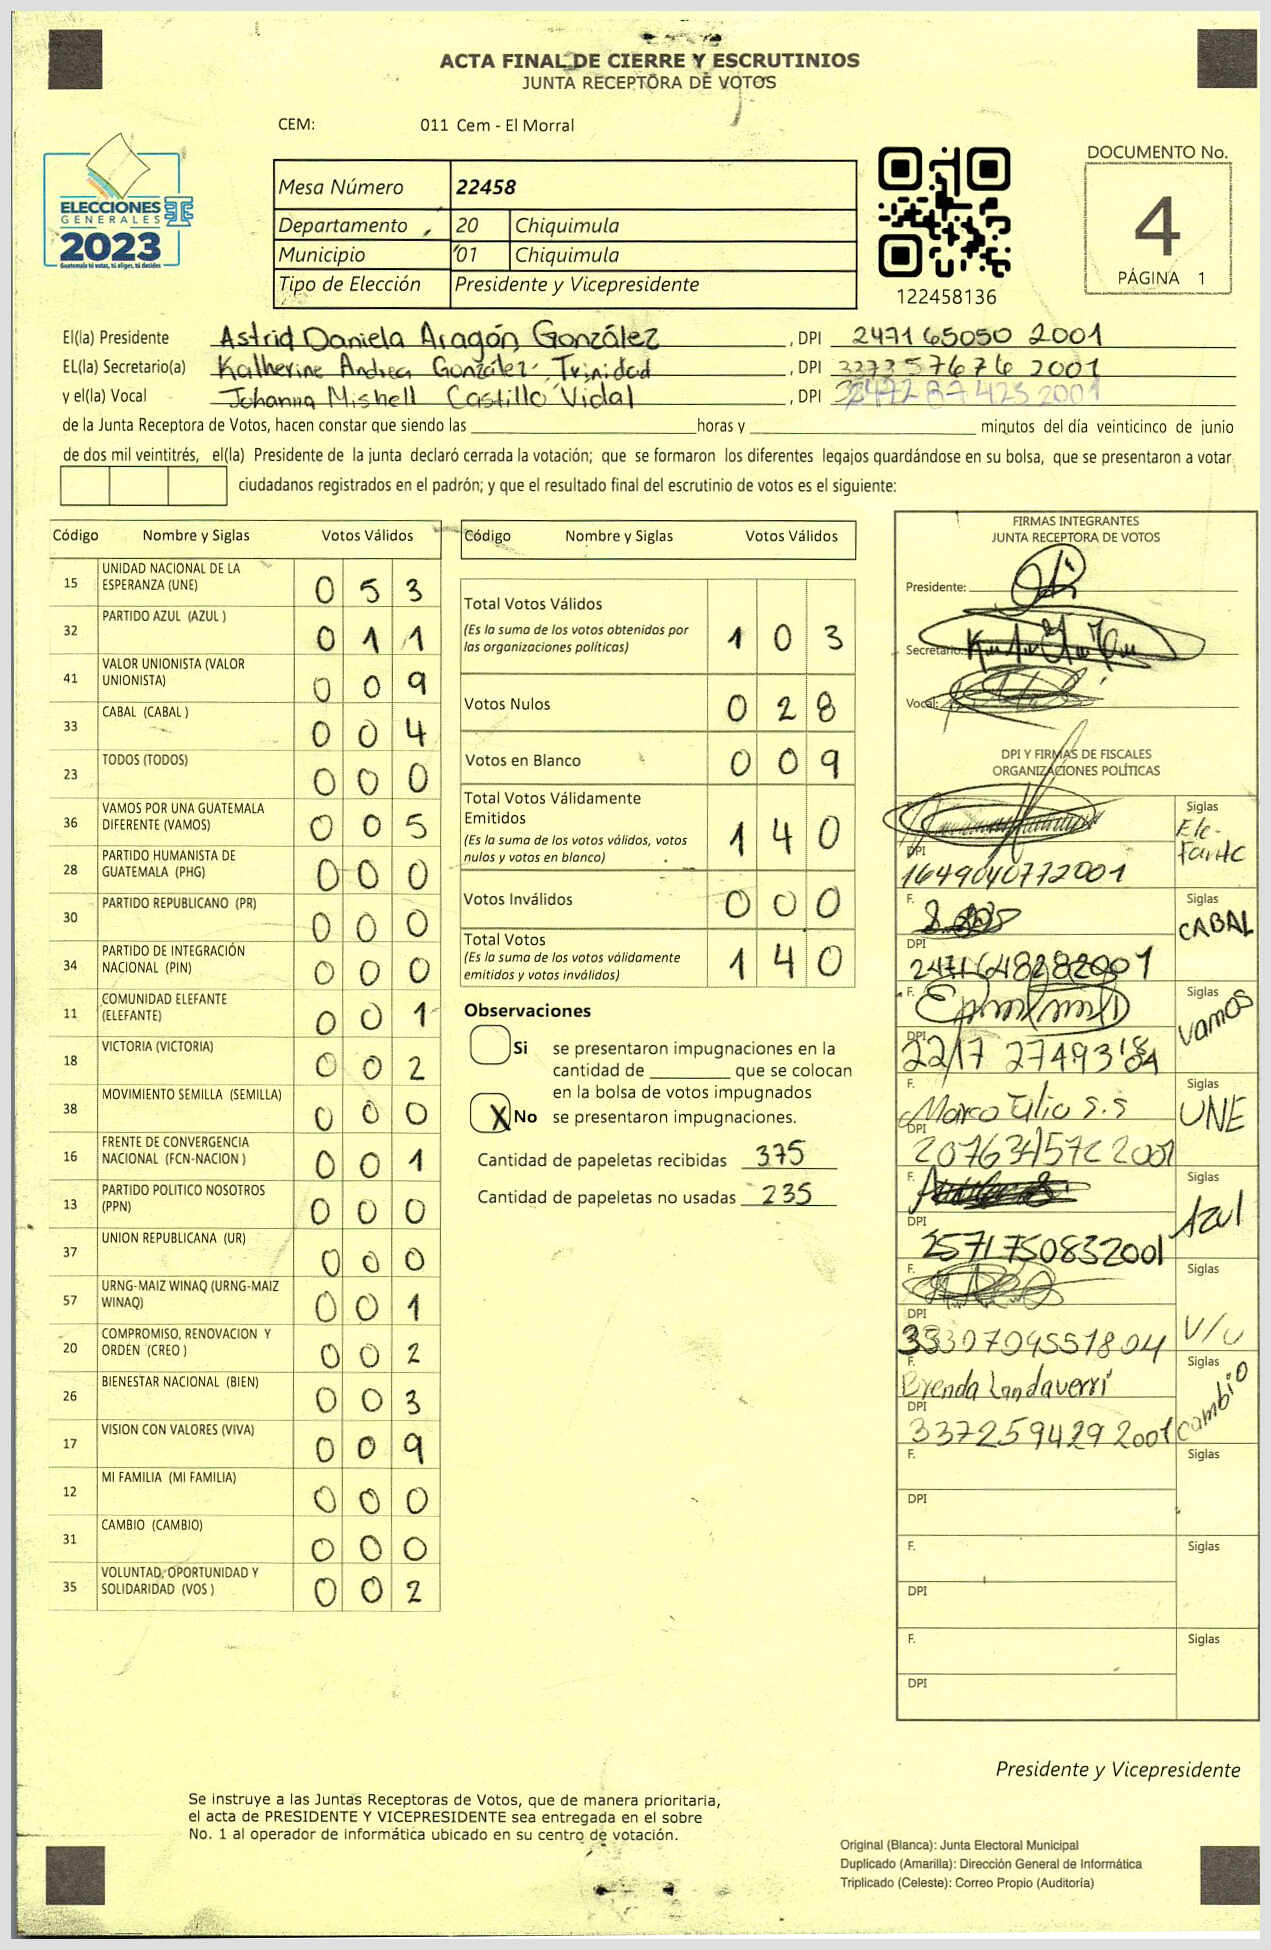 ACTA FINAL DE CIERRE Y ESCRUTINIOS
JUNTA RECEPTORA DE VOTOS
CEM: 011 Cem - El Morral
ELECCIONES
GENERALES
2023
Guatemala tú votas, tú eliges, tú decides
Mesa Número 22458
Departamento 20 Chiquimula
Municipio 01 Chiquimula
Tipo de Elección Presidente y Vicepresidente
122458136
DOCUMENTO No.
4
PÁGINA 1
El(la) Presidente Astrid Daniela Aragón González , DPI 2471 65050 2001
EL(la) Secretario(a) Katherine Andrea González Trinidad , DPI 3373 57676 2001
y el(la) Vocal Johanna Mishell Castillo Vidal , DPI
de la Junta Receptora de Votos, hacen constar que siendo las horas y minutos del día veinticinco de junio
de dos mil veintitrés, el(la) Presidente de la junta declaró cerrada la votación; que se formaron los diferentes legajos guardándose en su bolsa, que se presentaron a votar
ciudadanos registrados en el padrón; y que el resultado final del escrutinio de votos es el siguiente:
Código Nombre y Siglas Votos Válidos
15 UNIDAD NACIONAL DE LA ESPERANZA (UNE) 0 5 3
32 PARTIDO AZUL (AZUL ) 0 1 1
41 VALOR UNIONISTA (VALOR UNIONISTA) 0 0 9
33 CABAL (CABAL ) 0 0 4
23 TODOS (TODOS) 0 0 0
36 VAMOS POR UNA GUATEMALA DIFERENTE (VAMOS) 0 0 5
28 PARTIDO HUMANISTA DE GUATEMALA (PHG) 0 0 0
30 PARTIDO REPUBLICANO (PR) 0 0 0
34 PARTIDO DE INTEGRACIÓN NACIONAL (PIN) 0 0 0
11 COMUNIDAD ELEFANTE (ELEFANTE) 0 0 1
18 VICTORIA (VICTORIA) 0 0 2
38 MOVIMIENTO SEMILLA (SEMILLA) 0 0 0
16 FRENTE DE CONVERGENCIA NACIONAL (FCN-NACION ) 0 0 1
13 PARTIDO POLITICO NOSOTROS (PPN) 0 0 0
37 UNION REPUBLICANA (UR) 0 0 0
57 URNG-MAIZ WINAQ (URNG-MAIZ WINAQ) 0 0 1
20 COMPROMISO, RENOVACION Y ORDEN (CREO ) 0 0 2
26 BIENESTAR NACIONAL (BIEN) 0 0 3
17 VISION CON VALORES (VIVA) 0 0 9
12 MI FAMILIA (MI FAMILIA) 0 0 0
31 CAMBIO (CAMBIO) 0 0 0
35 VOLUNTAD, OPORTUNIDAD Y SOLIDARIDAD (VOS ) 0 0 2
Código Nombre y Siglas Votos Válidos
Total Votos Válidos 1 0 3
(Es la suma de los votos obtenidos por
las organizaciones políticas)
Votos Nulos 0 2 8
Votos en Blanco 0 0 9
Total Votos Válidamente
Emitidos 1 4 0
(Es la suma de los votos válidos, votos
nulos y votos en blanco)
Votos Inválidos 0 0 0
Total Votos 1 4 0
(Es la suma de los votos válidamente
emitidos y votos inválidos)
Observaciones
Si se presentaron impugnaciones en la
cantidad de que se colocan
en la bolsa de votos impugnados
X No se presentaron impugnaciones.
Cantidad de papeletas recibidas 375
Cantidad de papeletas no usadas 235
FIRMAS INTEGRANTES
JUNTA RECEPTORA DE VOTOS
Presidente:
Secretario:
Vocal:
DPI Y FIRMAS DE FISCALES
ORGANIZACIONES POLÍTICAS
F. Siglas Ele-
Fante
DPI 1649040772001
F. Siglas CABAL
DPI 2471648282001
F. Siglas Vamos
DPI
F. Marco Tilio S.S Siglas UNE
DPI
F. Siglas Azul
DPI 2571750832001
F. Siglas V/U
DPI
F. Brenda Landaverri Siglas cambio
DPI 337259429 2001
F. Siglas
DPI
F. Siglas
DPI
F. Siglas
DPI
Presidente y Vicepresidente
Se instruye a las Juntas Receptoras de Votos, que de manera prioritaria,
el acta de PRESIDENTE Y VICEPRESIDENTE sea entregada en el sobre
No. 1 al operador de informática ubicado en su centro de votación.
Original (Blanca): Junta Electoral Municipal
Duplicado (Amarilla): Dirección General de Informática
Triplicado (Celeste): Correo Propio (Auditoría)